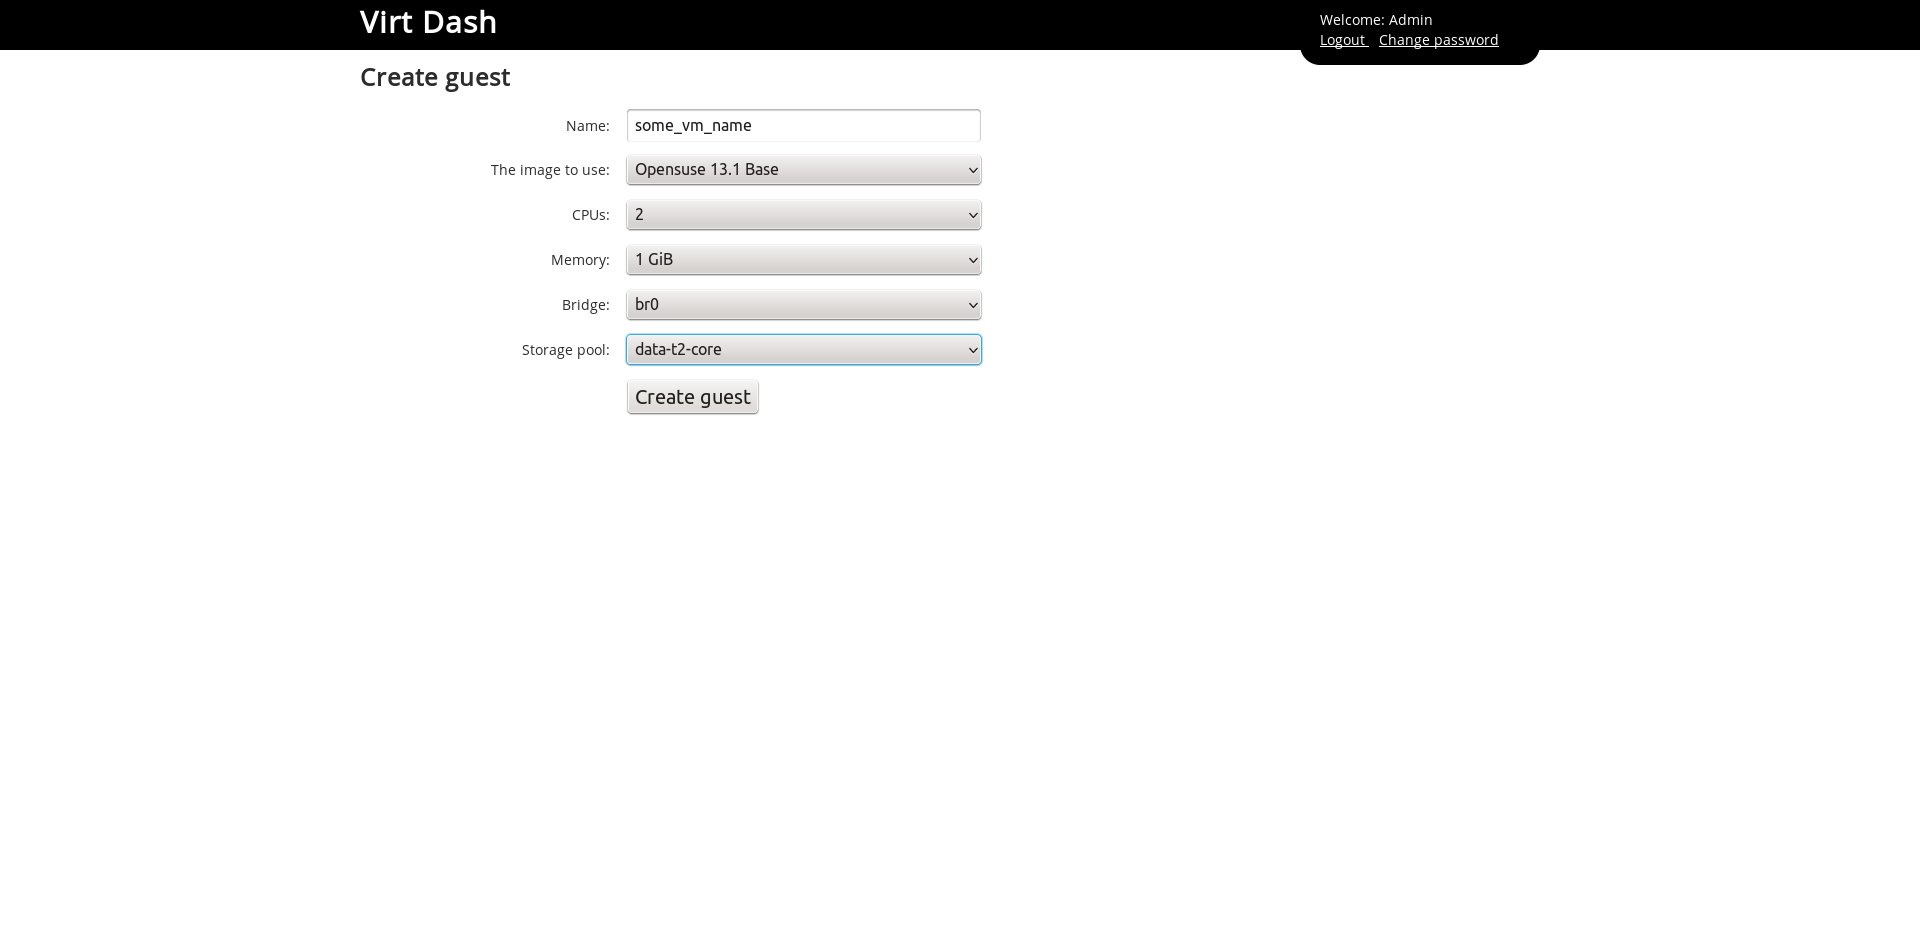 Virt Dash
Welcome: Admin
Logout Change password
Create guest
Name: some_vm_name
The image to use: Opensuse 13.1 Base
CPUs: 2
Memory: 1 GiB
Bridge: br0
Storage pool: data-t2-core
Create guest